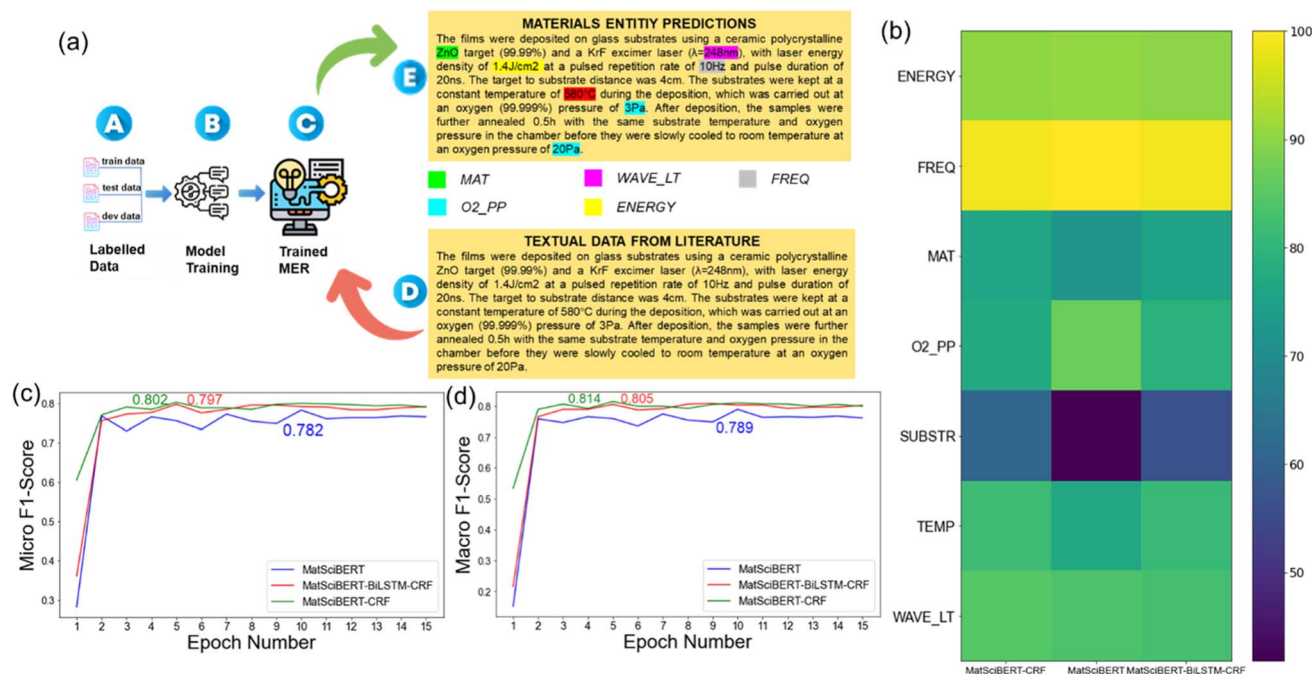 (a)
A
B
C
train data
test data
dev data
Labelled
Data
Model
Training
Trained
MER
E
MATERIALS ENTITIY PREDICTIONS
The films were deposited on glass substrates using a ceramic polycrystalline
ZnO target (99.99%) and a KrF excimer laser (λ=248nm), with laser energy
density of 1.4J/cm2 at a pulsed repetition rate of 10Hz and pulse duration of
20ns. The target to substrate distance was 4cm. The substrates were kept at a
constant temperature of 580°C during the deposition, which was carried out at
an oxygen (99.999%) pressure of 3Pa. After deposition, the samples were
further annealed 0.5h with the same substrate temperature and oxygen
pressure in the chamber before they were slowly cooled to room temperature at
an oxygen pressure of 20Pa.
MAT
WAVE_LT
FREQ
O2_PP
ENERGY
D
TEXTUAL DATA FROM LITERATURE
The films were deposited on glass substrates using a ceramic polycrystalline
ZnO target (99.99%) and a KrF excimer laser (λ=248nm), with laser energy
density of 1.4J/cm2 at a pulsed repetition rate of 10Hz and pulse duration of
20ns. The target to substrate distance was 4cm. The substrates were kept at a
constant temperature of 580°C during the deposition, which was carried out at an
oxygen (99.999%) pressure of 3Pa. After deposition, the samples were further
annealed 0.5h with the same substrate temperature and oxygen pressure in the
chamber before they were slowly cooled to room temperature at an oxygen
pressure of 20Pa.
(b)
ENERGY
FREQ
MAT
O2_PP
SUBSTR
TEMP
WAVE_LT
MatSciBERT-CRF
MatSciBERT
MatSciBERT-BiLSTM-CRF
100
90
80
70
60
50
(c)
Micro F1-Score
0.8
0.7
0.6
0.5
0.4
0.3
0.802
0.797
0.782
MatSciBERT
MatSciBERT-BiLSTM-CRF
MatSciBERT-CRF
1 2 3 4 5 6 7 8 9 10 11 12 13 14 15
Epoch Number
(d)
Macro F1-Score
0.8
0.7
0.6
0.5
0.4
0.3
0.2
0.814
0.805
0.789
MatSciBERT
MatSciBERT-BiLSTM-CRF
MatSciBERT-CRF
1 2 3 4 5 6 7 8 9 10 11 12 13 14 15
Epoch Number